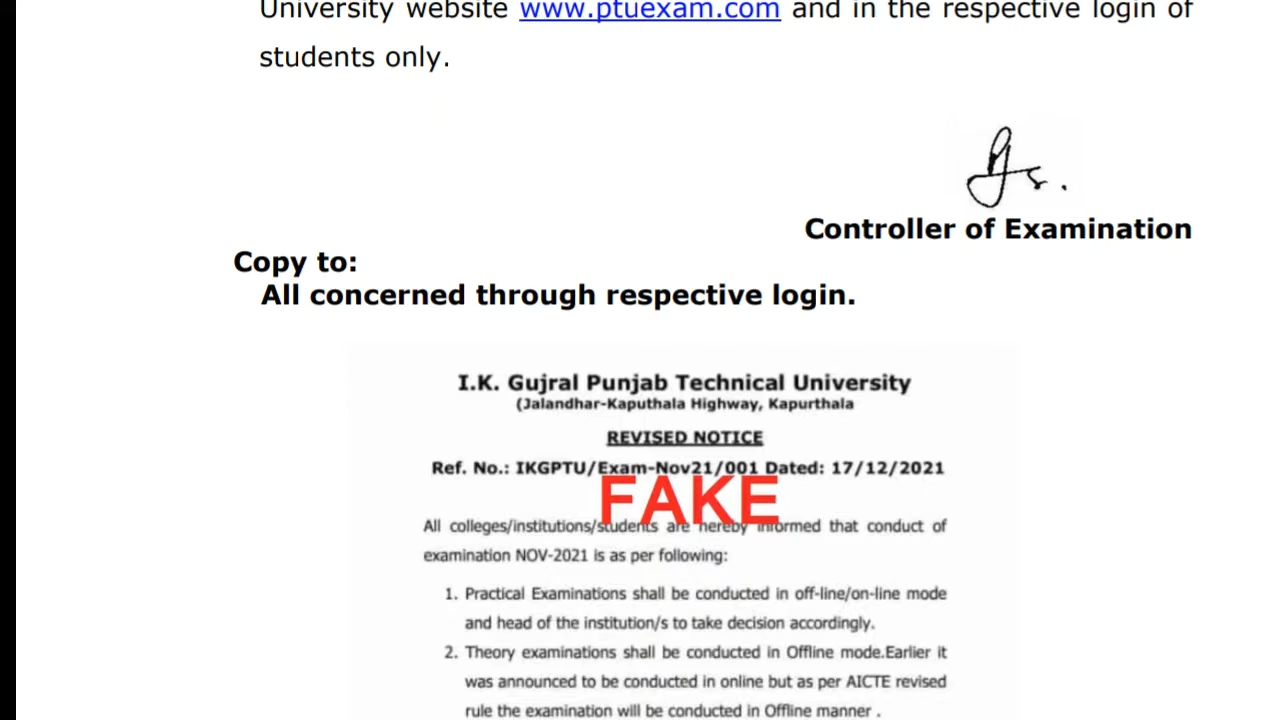 University website www.ptuexam.com and in the respective login of
students only.
Controller of Examination
Copy to:
All concerned through respective login.
I.K. Gujral Punjab Technical University
(Jalandhar-Kaputhala Highway, Kapurthala
REVISED NOTICE
Ref. No.: IKGPTU/Exam-Nov21/001 Dated: 17/12/2021
FAKE
All colleges/institutions/students are hereby informed that conduct of
examination NOV-2021 is as per following:
1. Practical Examinations shall be conducted in off-line/on-line mode
and head of the institution/s to take decision accordingly.
2. Theory examinations shall be conducted in Offline mode.Earlier it
was announced to be conducted in online but as per AICTE revised
rule the examination will be conducted in Offline manner .